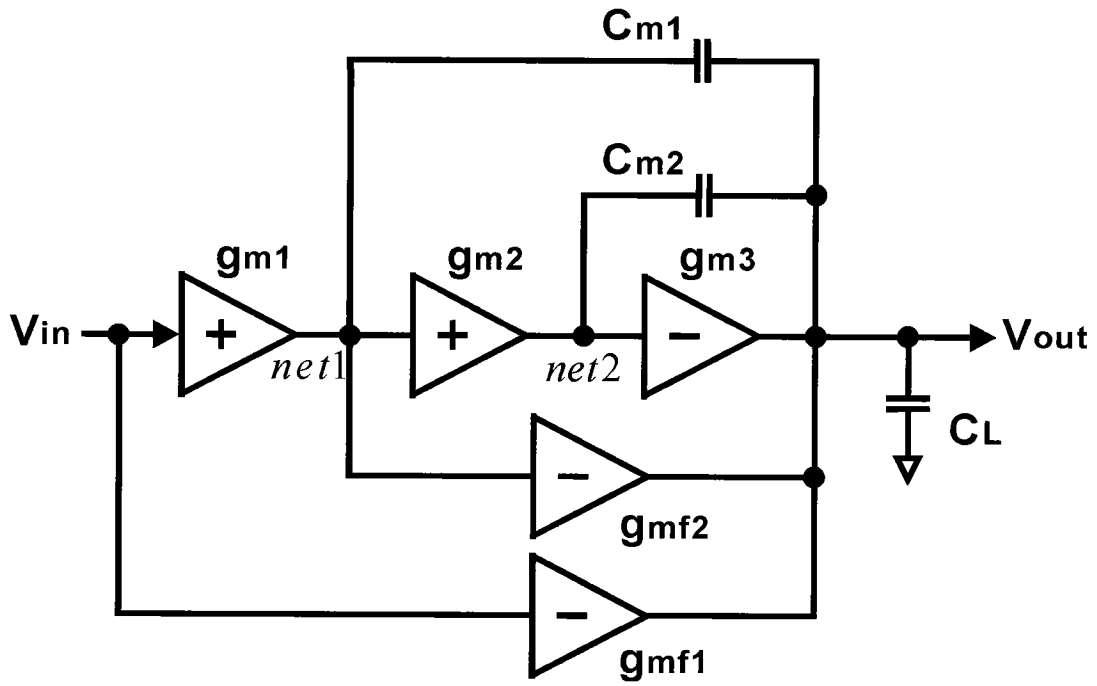 Cm1
Cm2
gm1
gm2
gm3
Vin
+
+
−
Vout
net1
net2
CL
−
gmf2
−
gmf1